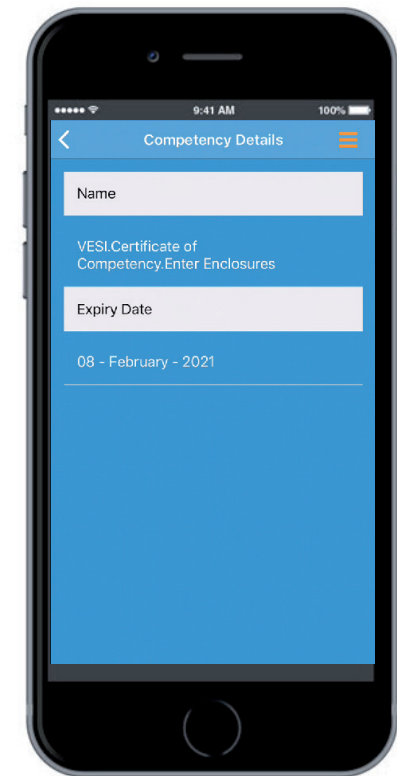 9:41 AM 100%
Competency Details
Name
VESI.Certificate of
Competency.Enter Enclosures
Expiry Date
08 - February - 2021